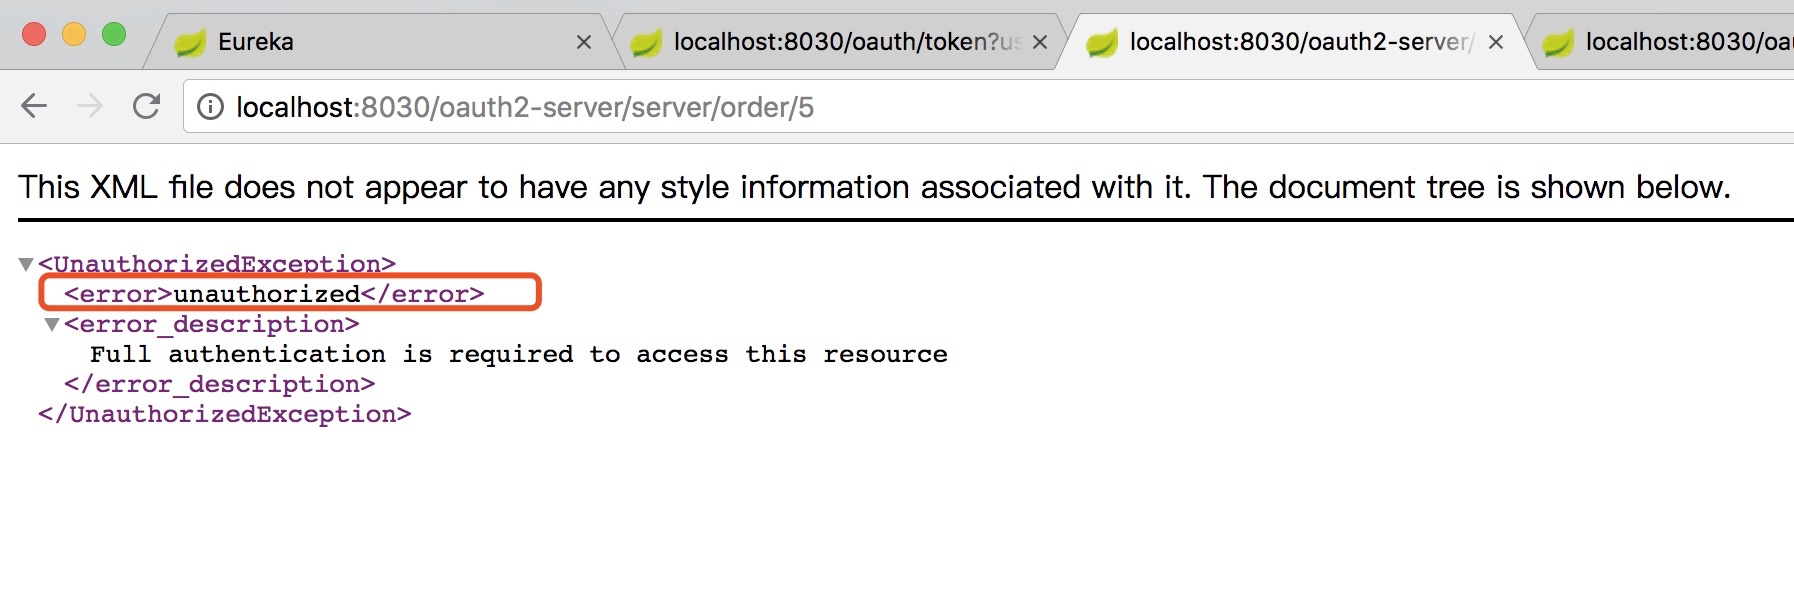 Eureka
localhost:8030/oauth/token?us
localhost:8030/oauth2-server/
localhost:8030/oa
localhost:8030/oauth2-server/server/order/5
This XML file does not appear to have any style information associated with it. The document tree is shown below.
<UnauthorizedException>
<error>unauthorized</error>
<error_description>
Full authentication is required to access this resource
</error_description>
</UnauthorizedException>